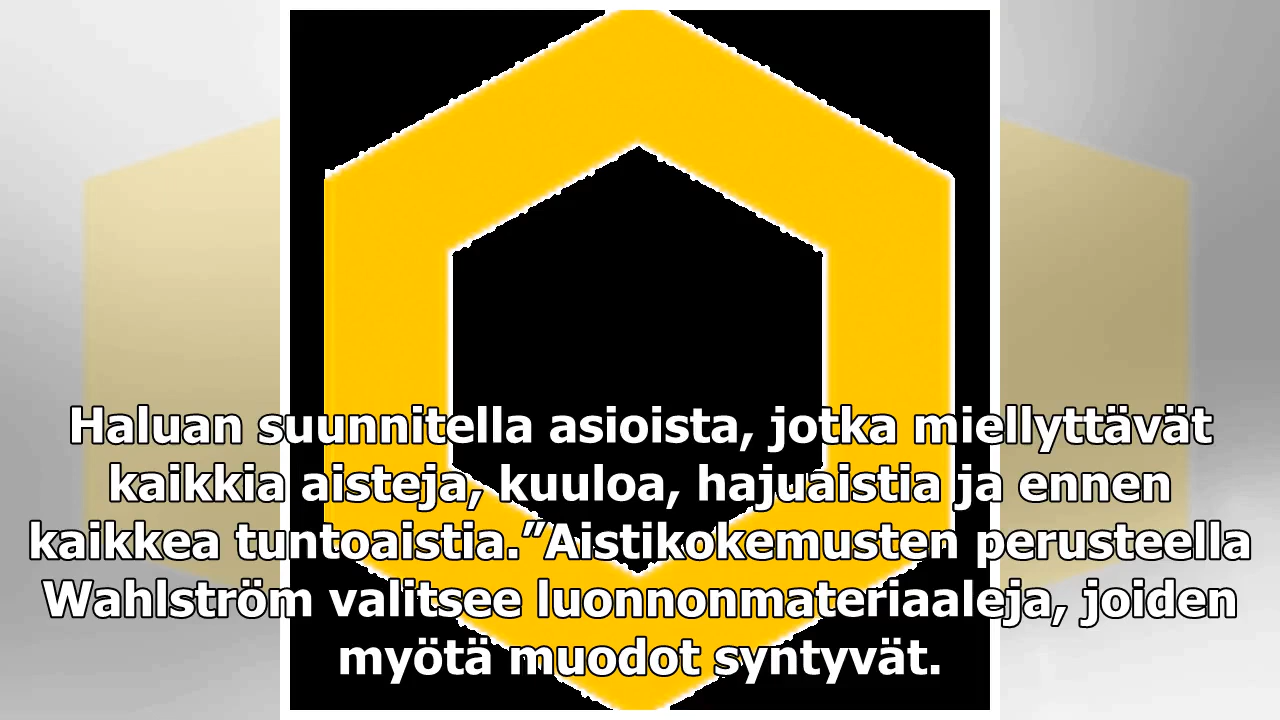 Haluan suunnitella asioista, jotka miellyttävät
kaikkia aisteja, kuuloa, hajuaistia ja ennen
kaikkea tuntoaistia.”Aistikokemusten perusteella
Wahlström valitsee luonnonmateriaaleja, joiden
myötä muodot syntyvät.